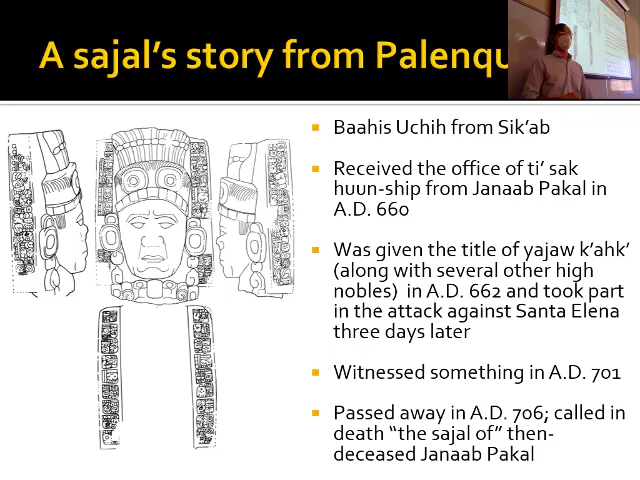 A sajal's story from Palenqu
Baahis Uchih from Sik'ab
Received the office of ti' sak
huun-ship from Janaab Pakal in
A.D. 660
Was given the title of yajaw k'ahk'
(along with several other high
nobles) in A.D. 662 and took part
in the attack against Santa Elena
three days later
Witnessed something in A.D. 701
Passed away in A.D. 706; called in
death “the sajal of” then-
deceased Janaab Pakal